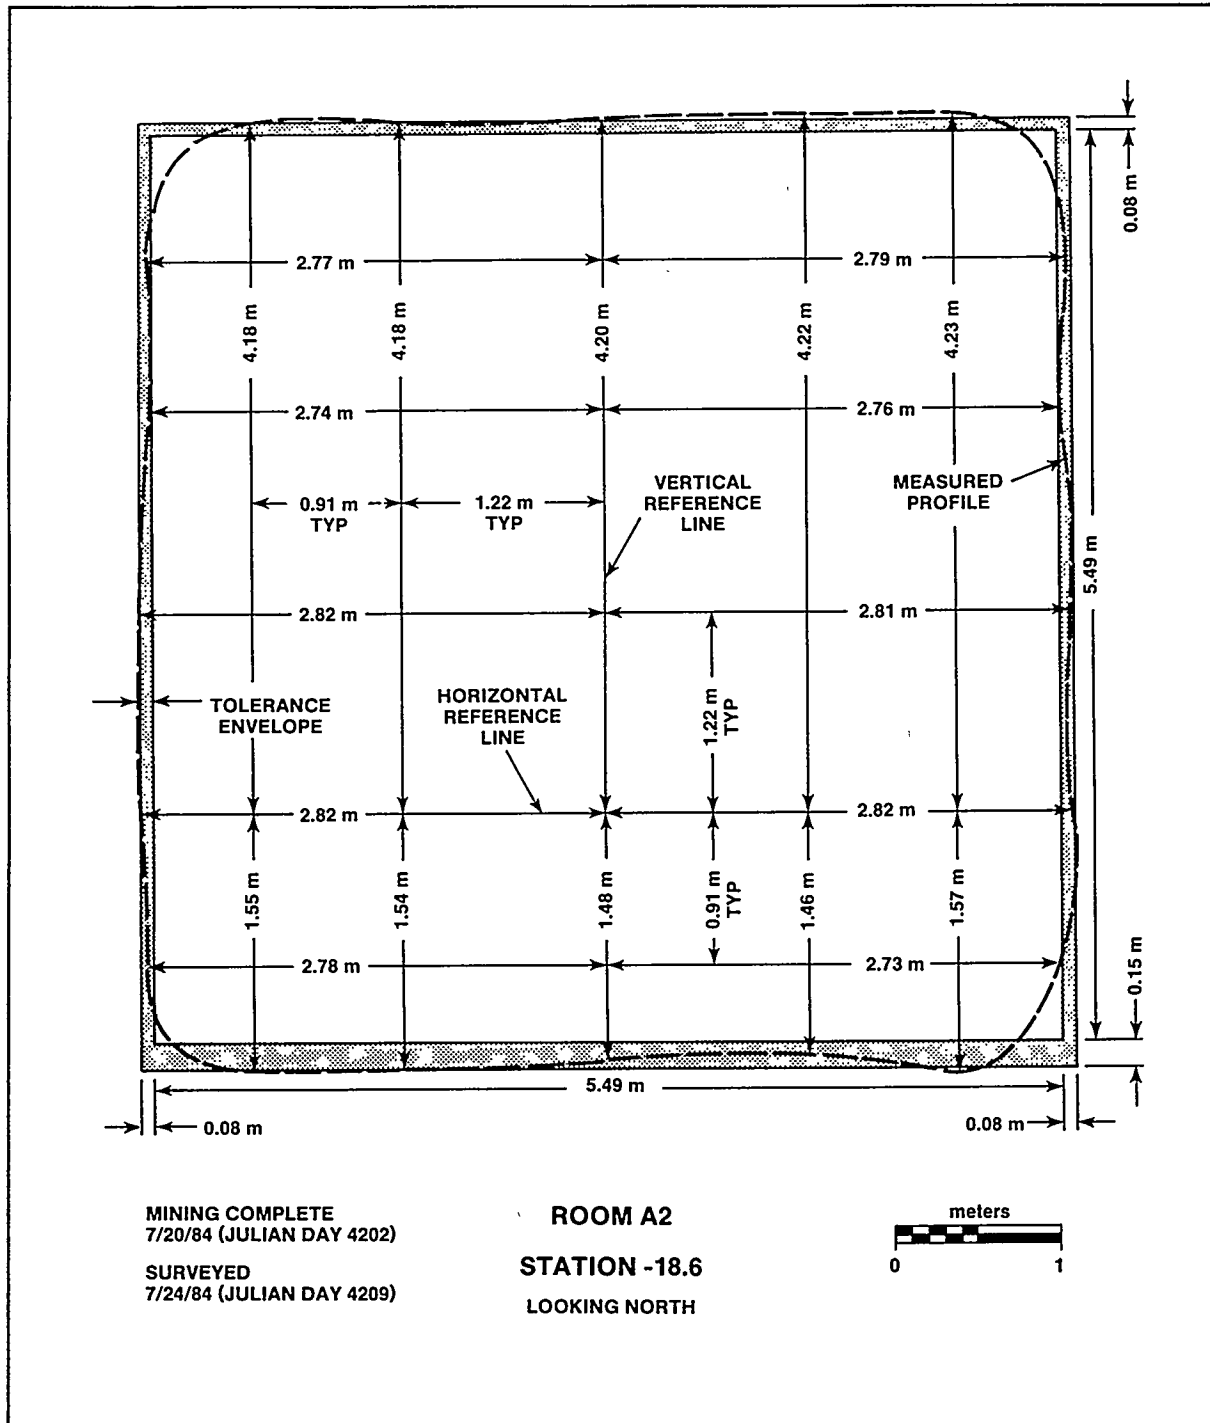 0.08 m
2.77 m
2.79 m
4.18 m
4.18 m
4.20 m
4.22 m
4.23 m
2.74 m
2.76 m
0.91 m
TYP
1.22 m
TYP
VERTICAL
REFERENCE
LINE
MEASURED
PROFILE
5.49 m
2.82 m
2.81 m
TOLERANCE
ENVELOPE
HORIZONTAL
REFERENCE
LINE
1.22 m
TYP
2.82 m
2.82 m
1.55 m
1.54 m
1.48 m
0.91 m
TYP
1.46 m
1.57 m
2.78 m
2.73 m
0.15 m
5.49 m
0.08 m
0.08 m
MINING COMPLETE
7/20/84 (JULIAN DAY 4202)
SURVEYED
7/24/84 (JULIAN DAY 4209)
ROOM A2
STATION -18.6
LOOKING NORTH
meters
0 1